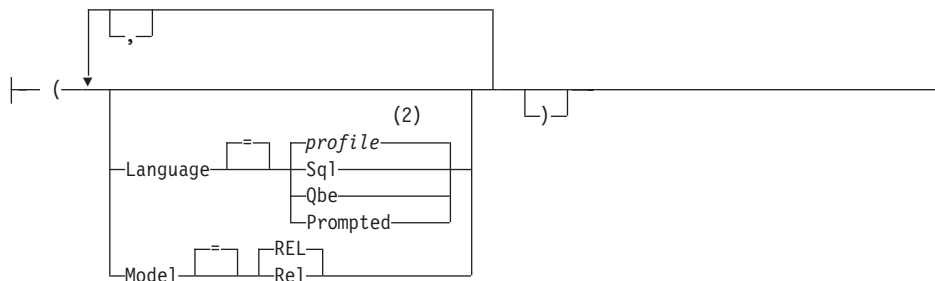 ,
(
(2)
= profile
Language Sql )
Qbe
Prompted
= REL
Model Rel